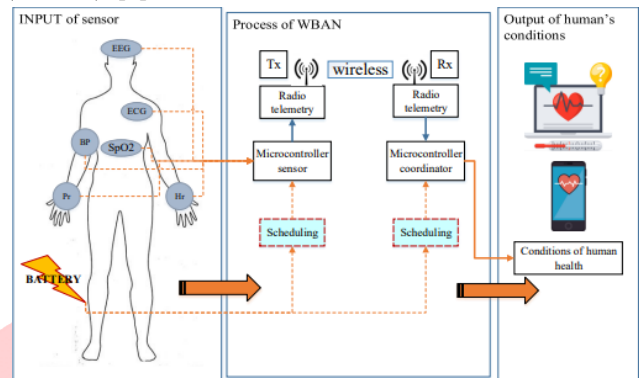 INPUT of sensor
EEG
ECG
BP
SpO2
Pr
Hr
BATTERY
Process of WBAN
Tx
wireless
Rx
Radio
telemetry
Radio
telemetry
Microcontroller
sensor
Microcontroller
coordinator
Scheduling
Scheduling
Output of human's
conditions
Conditions of human
health